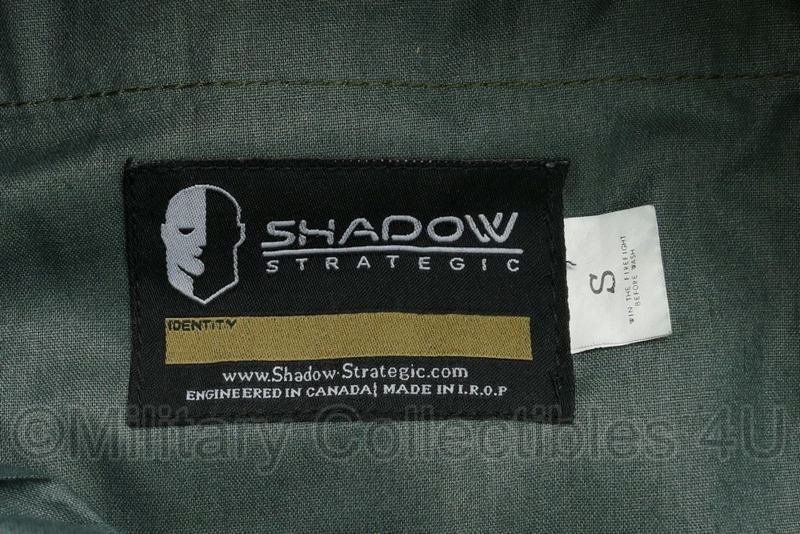 SHADOW
STRATEGIC
IDENTITY
www.Shadow-Strategic.com
ENGINEERED IN CANADA| MADE IN I.R.O.P
S
WIN THE FIREFIGHT
BEFORE WASH
©Military Collectibles 4U